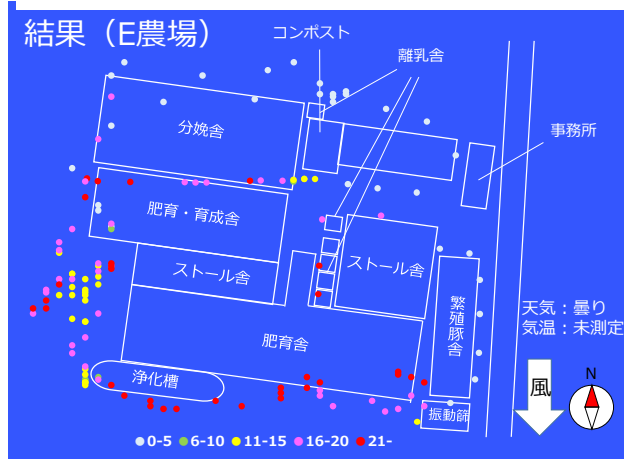 結果（E農場）
コンポスト
離乳舎
分娩舎
事務所
肥育・育成舎
ストール舎
ストール舎
繁殖豚舎
天気：曇り
気温：未測定
肥育舎
浄化槽
振動篩
風
N
0-5 6-10 11-15 16-20 21-